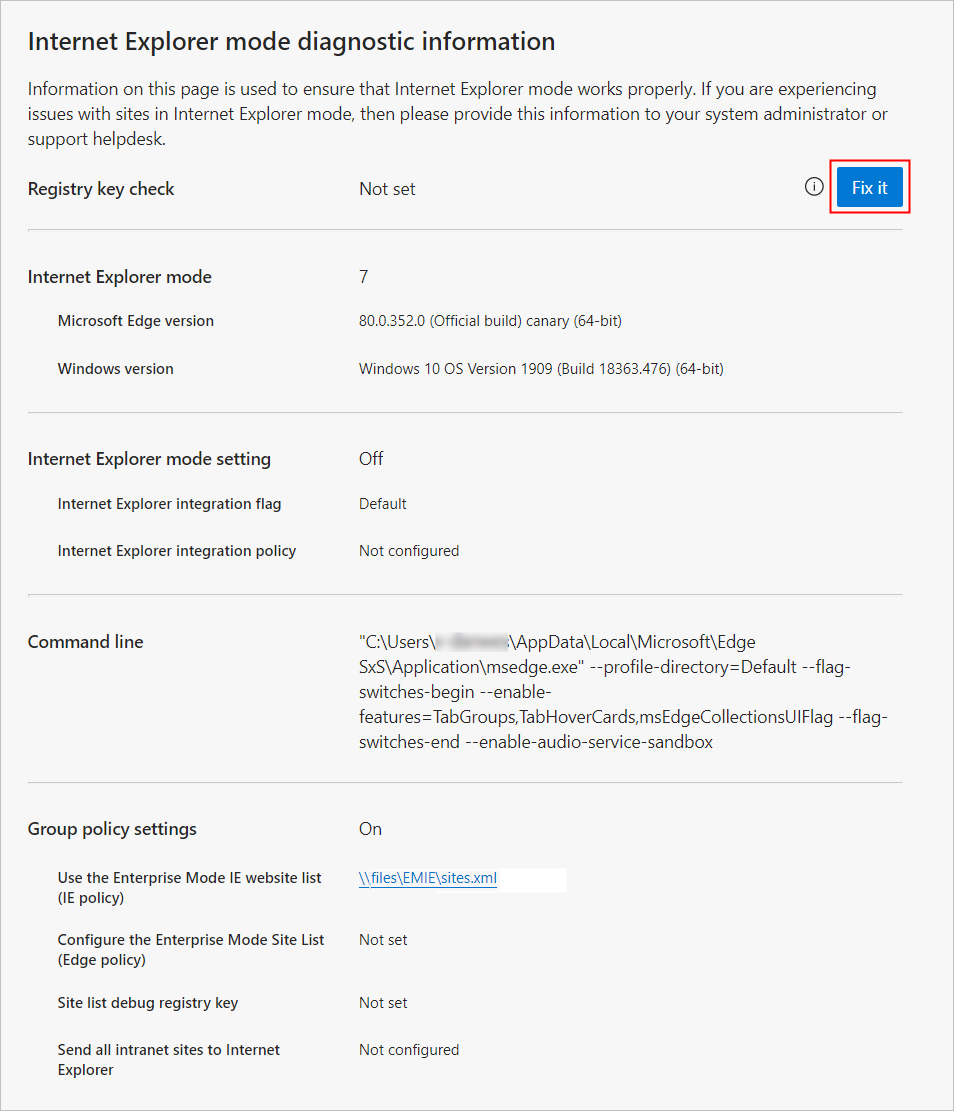 Internet Explorer mode diagnostic information
Information on this page is used to ensure that Internet Explorer mode works properly. If you are experiencing
issues with sites in Internet Explorer mode, then please provide this information to your system administrator or
support helpdesk.
Registry key check Not set Fix it
Internet Explorer mode 7
Microsoft Edge version 80.0.352.0 (Official build) canary (64-bit)
Windows version Windows 10 OS Version 1909 (Build 18363.476) (64-bit)
Internet Explorer mode setting Off
Internet Explorer integration flag Default
Internet Explorer integration policy Not configured
Command line "C:\Users\ \AppData\Local\Microsoft\Edge
SxS\Application\msedge.exe" --profile-directory=Default --flag-
switches-begin --enable-
features=TabGroups,TabHoverCards,msEdgeCollectionsUIFlag --flag-
switches-end --enable-audio-service-sandbox
Group policy settings On
Use the Enterprise Mode IE website list \\files\EMIE\sites.xml
(IE policy)
Configure the Enterprise Mode Site List Not set
(Edge policy)
Site list debug registry key Not set
Send all intranet sites to Internet Not configured
Explorer